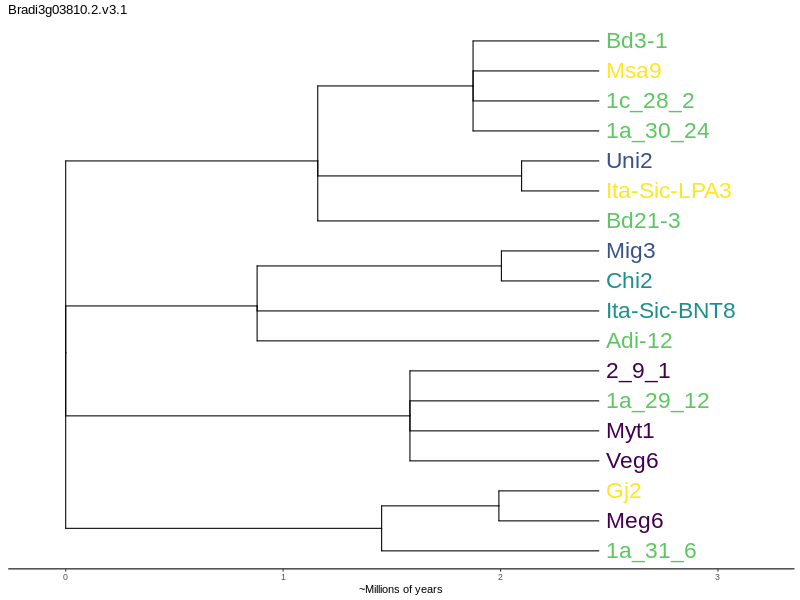 Bradi3g03810.2.v3.1
Bd3-1
Msa9
1c_28_2
1a_30_24
Uni2
Ita-Sic-LPA3
Bd21-3
Mig3
Chi2
Ita-Sic-BNT8
Adi-12
2_9_1
1a_29_12
Myt1
Veg6
Gj2
Meg6
1a_31_6
0 1 2 3
~Millions of years